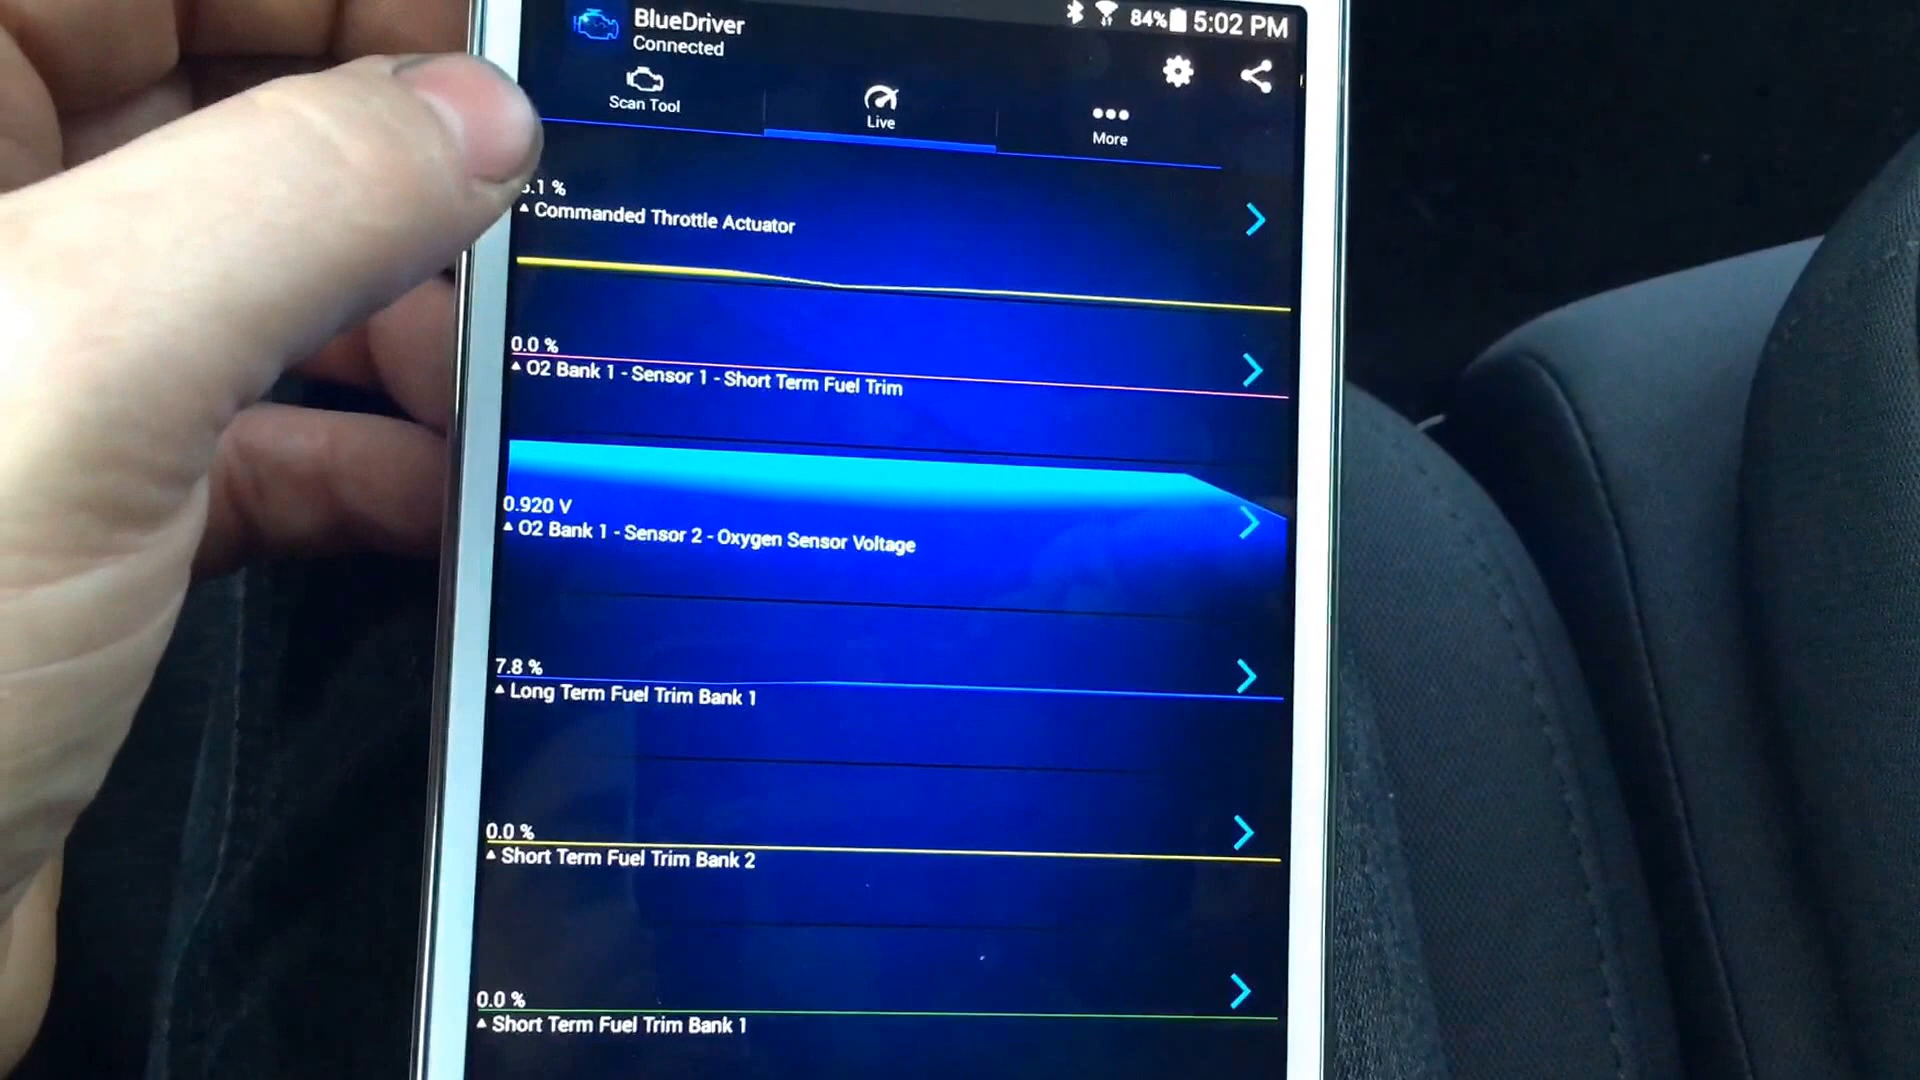 BlueDriver
Connected
84% 5:02 PM
Scan Tool
Live
More
.1 %
Commanded Throttle Actuator
0.0 %
O2 Bank 1 - Sensor 1 - Short Term Fuel Trim
0.920 V
O2 Bank 1 - Sensor 2 - Oxygen Sensor Voltage
7.8 %
Long Term Fuel Trim Bank 1
0.0 %
Short Term Fuel Trim Bank 2
0.0 %
Short Term Fuel Trim Bank 1